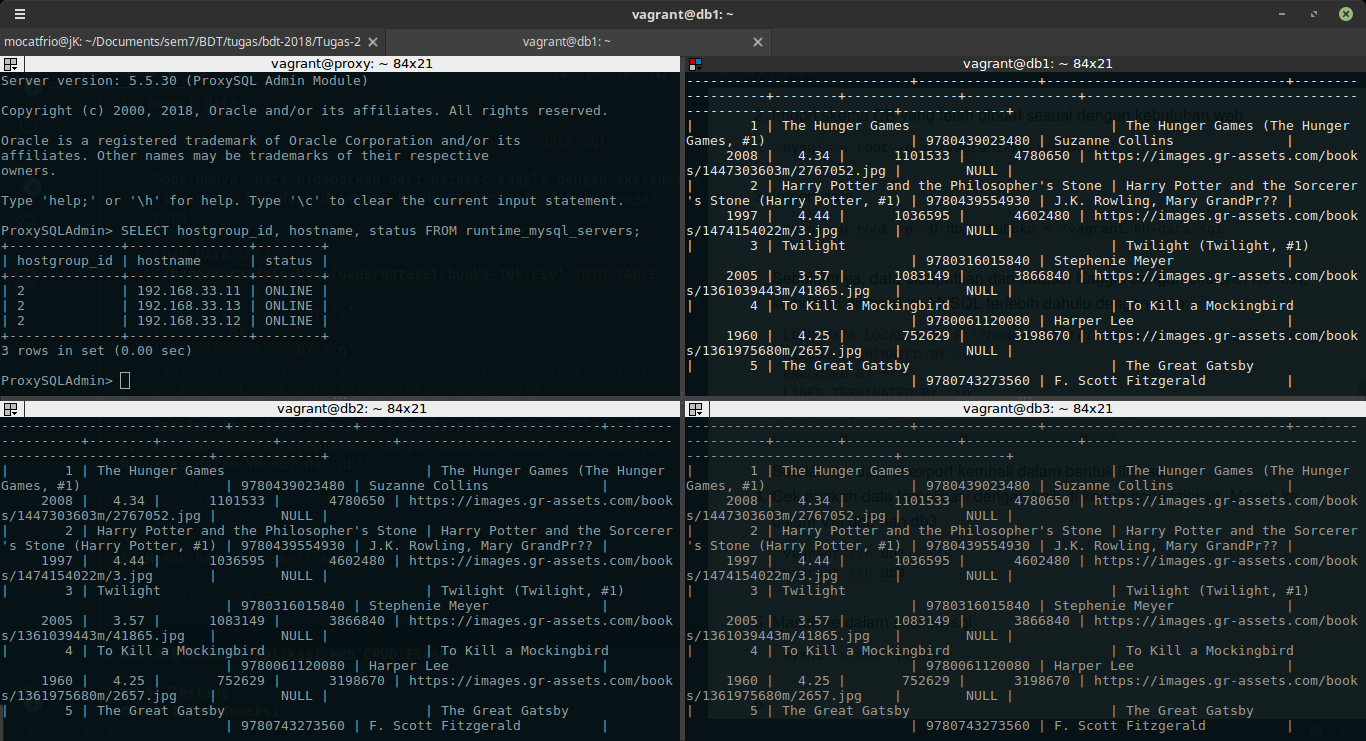 vagrant@db1: ~
mocatfrio@jK: ~/Documents/sem7/BDT/tugas/bdt-2018/Tugas-2
vagrant@db1: ~
vagrant@proxy: ~ 84x21
Server version: 5.5.30 (ProxySQL Admin Module)
Copyright (c) 2000, 2018, Oracle and/or its affiliates. All rights reserved.
Oracle is a registered trademark of Oracle Corporation and/or its
affiliates. Other names may be trademarks of their respective
owners.
Type 'help;' or '\h' for help. Type '\c' to clear the current input statement.
ProxySQLAdmin> SELECT hostgroup_id, hostname, status FROM runtime_mysql_servers;
+--------------+---------------+--------+
| hostgroup_id | hostname      | status |
+--------------+---------------+--------+
| 2            | 192.168.33.11 | ONLINE |
| 2            | 192.168.33.13 | ONLINE |
| 2            | 192.168.33.12 | ONLINE |
+--------------+---------------+--------+
3 rows in set (0.00 sec)
ProxySQLAdmin>
vagrant@db1: ~ 84x21
| 1 | The Hunger Games | The Hunger Games (The Hunger
Games, #1) | 9780439023480 | Suzanne Collins |
2008 | 4.34 | 1101533 | 4780650 | https://images.gr-assets.com/book
s/1447303603m/2767052.jpg | NULL |
| 2 | Harry Potter and the Philosopher's Stone | Harry Potter and the Sorcerer
's Stone (Harry Potter, #1) | 9780439554930 | J.K. Rowling, Mary GrandPr?? |
1997 | 4.44 | 1036595 | 4602480 | https://images.gr-assets.com/book
s/1474154022m/3.jpg | NULL |
| 3 | Twilight | Twilight (Twilight, #1)
| 9780316015840 | Stephenie Meyer |
2005 | 3.57 | 1083149 | 3866840 | https://images.gr-assets.com/book
s/1361039443m/41865.jpg | NULL |
| 4 | To Kill a Mockingbird | To Kill a Mockingbird
| 9780061120080 | Harper Lee |
1960 | 4.25 | 752629 | 3198670 | https://images.gr-assets.com/book
s/1361975680m/2657.jpg | NULL |
| 5 | The Great Gatsby | The Great Gatsby
| 9780743273560 | F. Scott Fitzgerald |
vagrant@db2: ~ 84x21
| 1 | The Hunger Games | The Hunger Games (The Hunger
Games, #1) | 9780439023480 | Suzanne Collins |
2008 | 4.34 | 1101533 | 4780650 | https://images.gr-assets.com/book
s/1447303603m/2767052.jpg | NULL |
| 2 | Harry Potter and the Philosopher's Stone | Harry Potter and the Sorcerer
's Stone (Harry Potter, #1) | 9780439554930 | J.K. Rowling, Mary GrandPr?? |
1997 | 4.44 | 1036595 | 4602480 | https://images.gr-assets.com/book
s/1474154022m/3.jpg | NULL |
| 3 | Twilight | Twilight (Twilight, #1)
| 9780316015840 | Stephenie Meyer |
2005 | 3.57 | 1083149 | 3866840 | https://images.gr-assets.com/book
s/1361039443m/41865.jpg | NULL |
| 4 | To Kill a Mockingbird | To Kill a Mockingbird
| 9780061120080 | Harper Lee |
1960 | 4.25 | 752629 | 3198670 | https://images.gr-assets.com/book
s/1361975680m/2657.jpg | NULL |
| 5 | The Great Gatsby | The Great Gatsby
| 9780743273560 | F. Scott Fitzgerald |
vagrant@db3: ~ 84x21
| 1 | The Hunger Games | The Hunger Games (The Hunger
Games, #1) | 9780439023480 | Suzanne Collins |
2008 | 4.34 | 1101533 | 4780650 | https://images.gr-assets.com/book
s/1447303603m/2767052.jpg | NULL |
| 2 | Harry Potter and the Philosopher's Stone | Harry Potter and the Sorcerer
's Stone (Harry Potter, #1) | 9780439554930 | J.K. Rowling, Mary GrandPr?? |
1997 | 4.44 | 1036595 | 4602480 | https://images.gr-assets.com/book
s/1474154022m/3.jpg | NULL |
| 3 | Twilight | Twilight (Twilight, #1)
| 9780316015840 | Stephenie Meyer |
2005 | 3.57 | 1083149 | 3866840 | https://images.gr-assets.com/book
s/1361039443m/41865.jpg | NULL |
| 4 | To Kill a Mockingbird | To Kill a Mockingbird
| 9780061120080 | Harper Lee |
1960 | 4.25 | 752629 | 3198670 | https://images.gr-assets.com/book
s/1361975680m/2657.jpg | NULL |
| 5 | The Great Gatsby | The Great Gatsby
| 9780743273560 | F. Scott Fitzgerald |